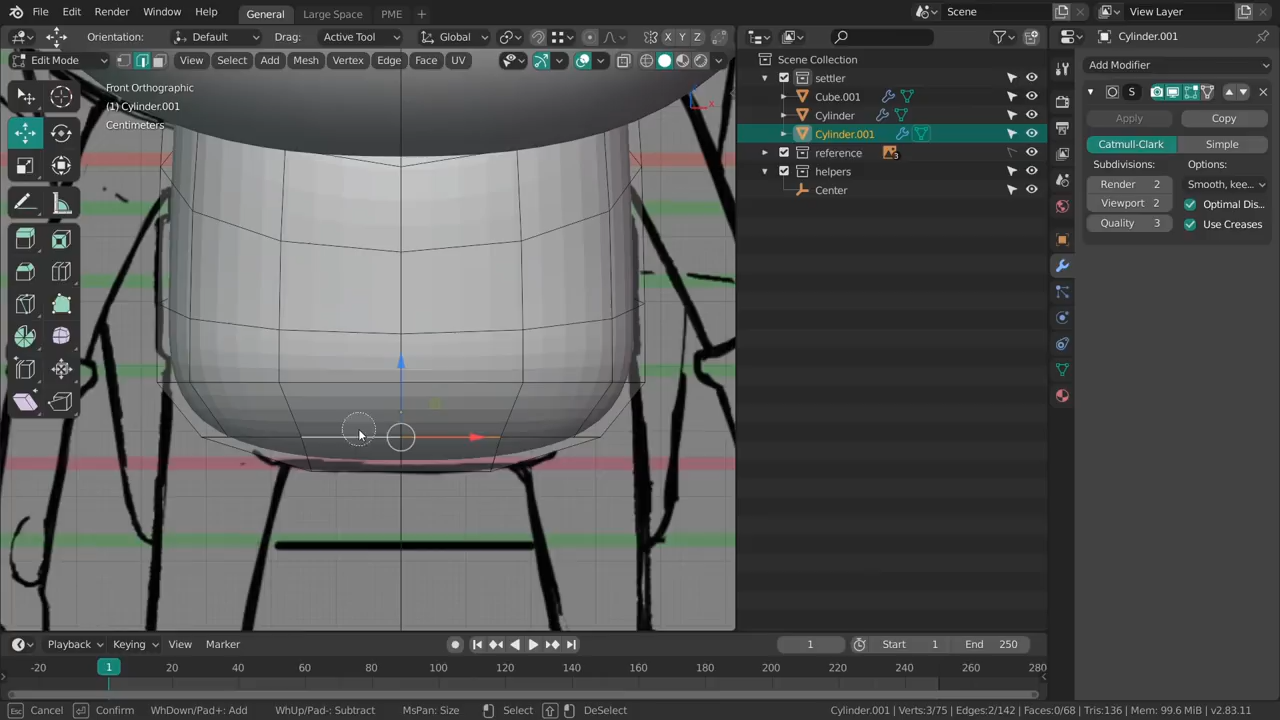 File Edit Render Window Help General Large Space PME + Scene View Layer
Orientation: Default Drag: Active Tool Global X Y Z
Edit Mode View Select Add Mesh Vertex Edge Face UV
Front Orthographic
(1) Cylinder.001
Centimeters
Scene Collection
settler
Cube.001
Cylinder
Cylinder.001
reference 3
helpers
Center
Cylinder.001
Add Modifier
S
Apply Copy
Catmull-Clark Simple
Subdivisions: Options:
Render 2 Smooth, kee...
Viewport 2 Optimal Dis...
Quality 3 Use Creases
Playback Keying View Marker 1 Start 1 End 250
-20 1 20 40 60 80 100 120 140 160 180 200 220 240 260 280
Esc Cancel Confirm WhDown/Pad+: Add WhUp/Pad-: Subtract MsPan: Size Select DeSelect Cylinder.001 | Verts:3/75 | Edges:2/142 | Faces:0/68 | Tris:136 | Mem: 99.6 MiB | v2.83.11